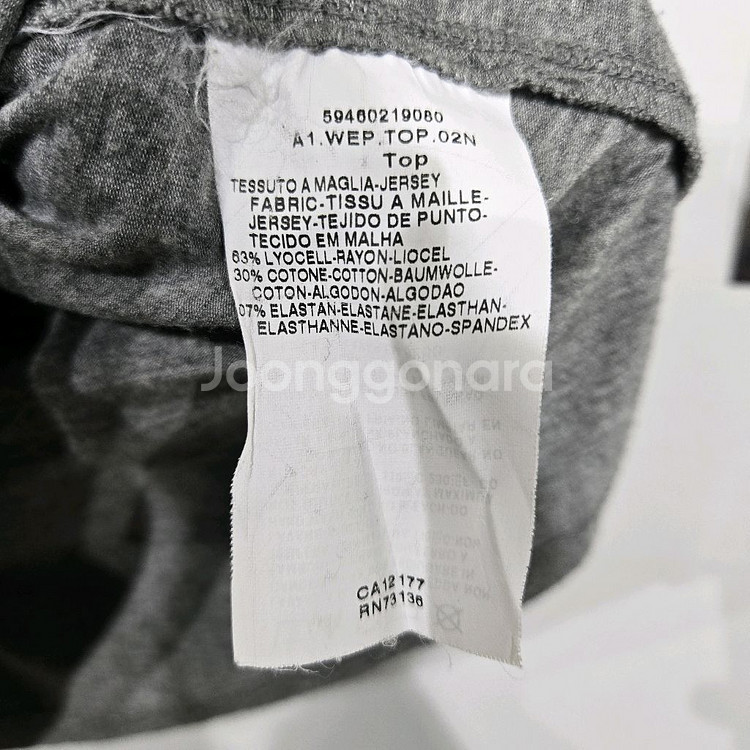 59460219080
A1.WEP.TOP.02N
Top
TESSUTO A MAGLIA-JERSEY
FABRIC-TISSU A MAILLE-
JERSEY-TEJIDO DE PUNTO-
TECIDO EM MALHA
63% LYOCELL-RAYON-LIOCEL
30% COTONE-COTTON-BAUMWOLLE-
COTON-ALGODON-ALGODAO
07% ELASTAN-ELASTANE-ELASTHAN-
ELASTHANNE-ELASTANO-SPANDEX
Joonggonara
CA12177
RN73136